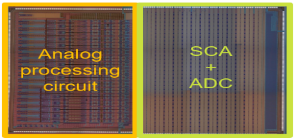 Analog
processing
circuit
SCA
+
ADC